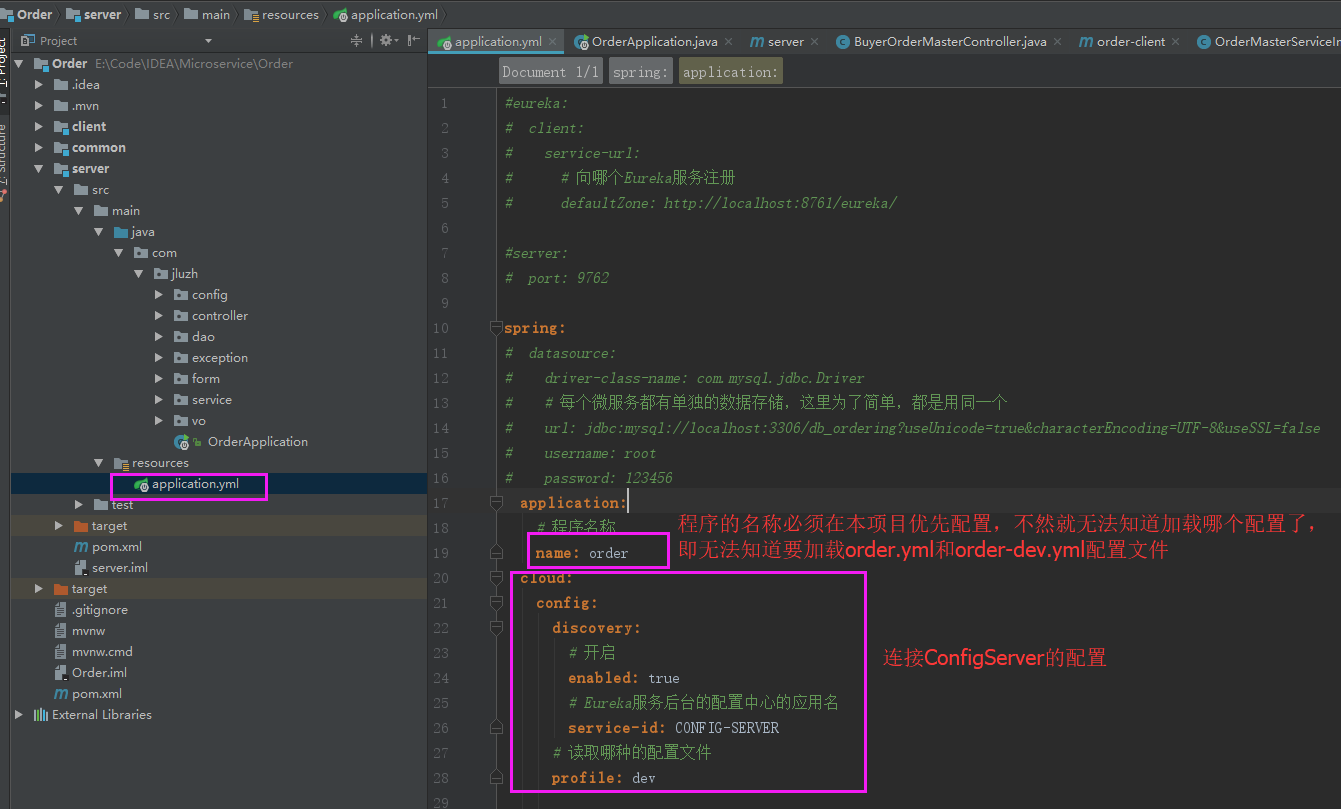 Order server src main resources application.yml
Project
application.yml OrderApplication.java server BuyerOrderMasterController.java order-client OrderMasterServiceIm
1: Project
Z: Structure
Order E:\Code\IDEA\Microservice\Order
.idea
.mvn
client
common
server
src
main
java
com
jluzh
config
controller
dao
exception
form
service
vo
OrderApplication
resources
application.yml
test
target
pom.xml
server.iml
target
.gitignore
mvnw
mvnw.cmd
Order.iml
pom.xml
External Libraries
Document 1/1 spring: application:
1 #eureka:
2 # client:
3 # service-url:
4 # # 向哪个Eureka服务注册
5 # defaultZone: http://localhost:8761/eureka/
6
7 #server:
8 # port: 9762
9
10 spring:
11 # datasource:
12 # driver-class-name: com.mysql.jdbc.Driver
13 # # 每个微服务都有单独的数据存储，这里为了简单，都是用同一个
14 # url: jdbc:mysql://localhost:3306/db_ordering?useUnicode=true&characterEncoding=UTF-8&useSSL=false
15 # username: root
16 # password: 123456
17 application:
18 # 程序名称
19 name: order
20 cloud:
21 config:
22 discovery:
23 # 开启
24 enabled: true
25 # Eureka服务后台的配置中心的应用名
26 service-id: CONFIG-SERVER
27 # 读取哪种的配置文件
28 profile: dev
29
程序的名称必须在本项目优先配置，不然就无法知道加载哪个配置了，
即无法知道要加载order.yml和order-dev.yml配置文件
连接ConfigServer的配置